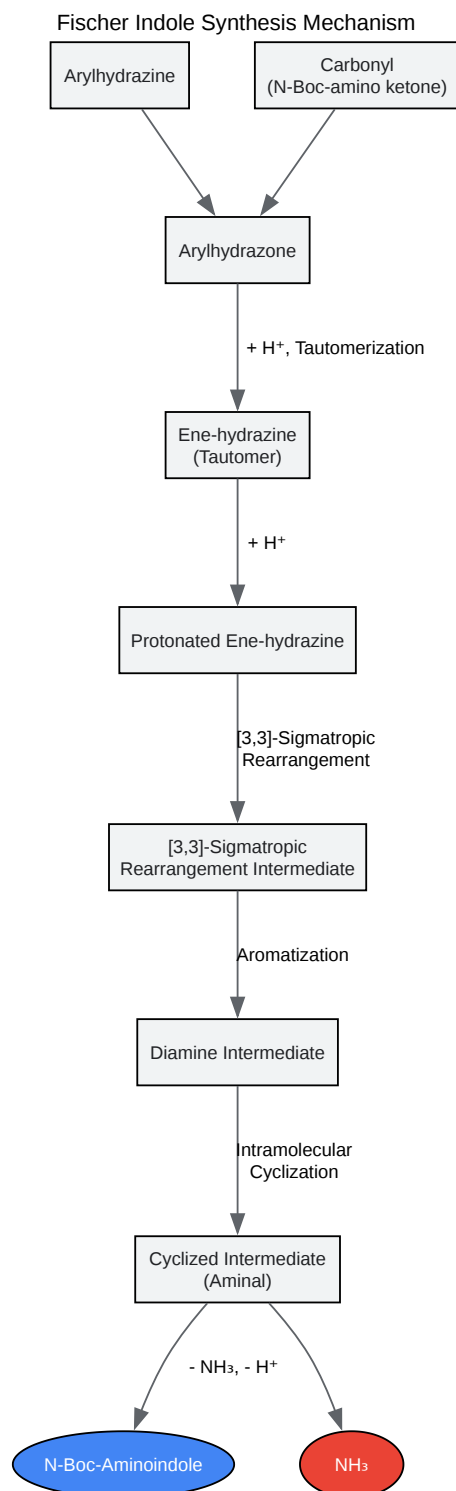 Fischer Indole Synthesis Mechanism
Arylhydrazine
Carbonyl
(N-Boc-amino ketone)
Arylhydrazone
+ H⁺, Tautomerization
Ene-hydrazine
(Tautomer)
+ H⁺
Protonated Ene-hydrazine
[3,3]-Sigmatropic
Rearrangement
[3,3]-Sigmatropic
Rearrangement Intermediate
Aromatization
Diamine Intermediate
Intramolecular
Cyclization
Cyclized Intermediate
(Aminal)
- NH₃, - H⁺
N-Boc-Aminoindole
NH₃